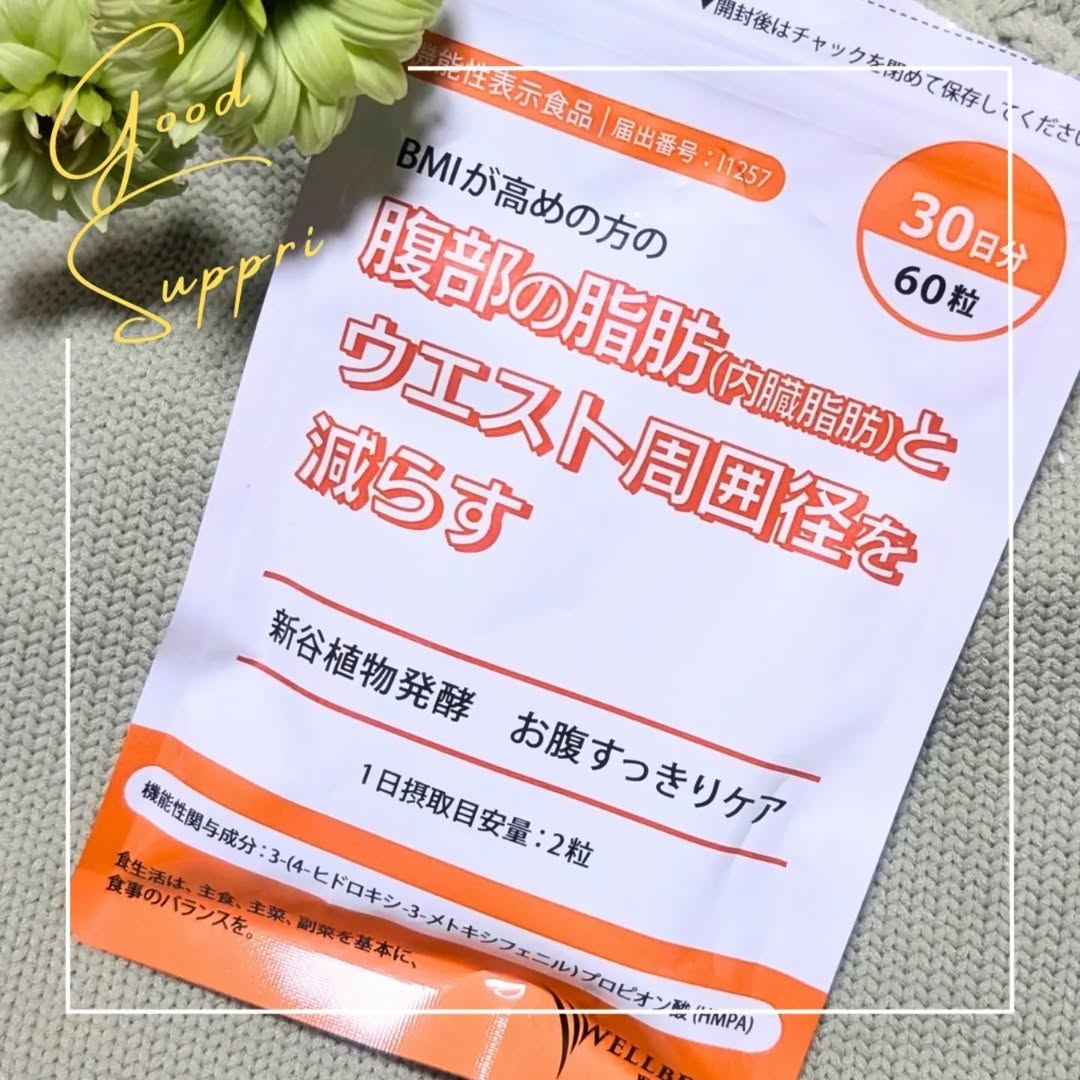 Good
Suppri
▼開封後はチャックを閉めて保存してください
機能性表示食品|届出番号:I1257
30日分
60粒
BMIが高めの方の
腹部の脂肪(内臓脂肪)と
ウエスト周囲径を
減らす
新谷植物発酵 お腹すっきりケア
1日摂取目安量:2粒
機能性関与成分:3-(4-ヒドロキシ-3-メトキシフェニル)プロピオン酸(HMPA)
食生活は、主食、主菜、副菜を基本に、
食事のバランスを。
WELLBE